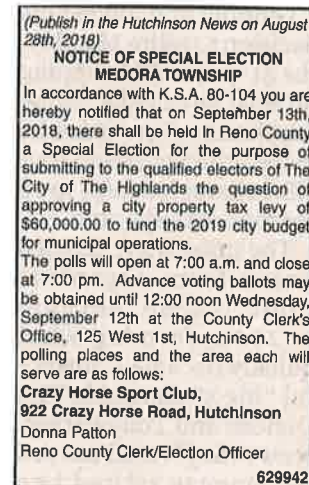 (Publish in the Hutchinson News on August
28th, 2018)
NOTICE OF SPECIAL ELECTION
MEDORA TOWNSHIP
In accordance with K.S.A. 80-104 you are
hereby notified that on September 13th,
2018, there shall be held In Reno County
a Special Election for the purpose of
submitting to the qualified electors of The
City of The Highlands the question of
approving a city property tax levy of
$60,000.00 to fund the 2019 city budget
for municipal operations.
The polls will open at 7:00 a.m. and close
at 7:00 pm. Advance voting ballots may
be obtained until 12:00 noon Wednesday,
September 12th at the County Clerk's
Office, 125 West 1st, Hutchinson. The
polling places and the area each will
serve are as follows:
Crazy Horse Sport Club,
922 Crazy Horse Road, Hutchinson
Donna Patton
Reno County Clerk/Election Officer
629942